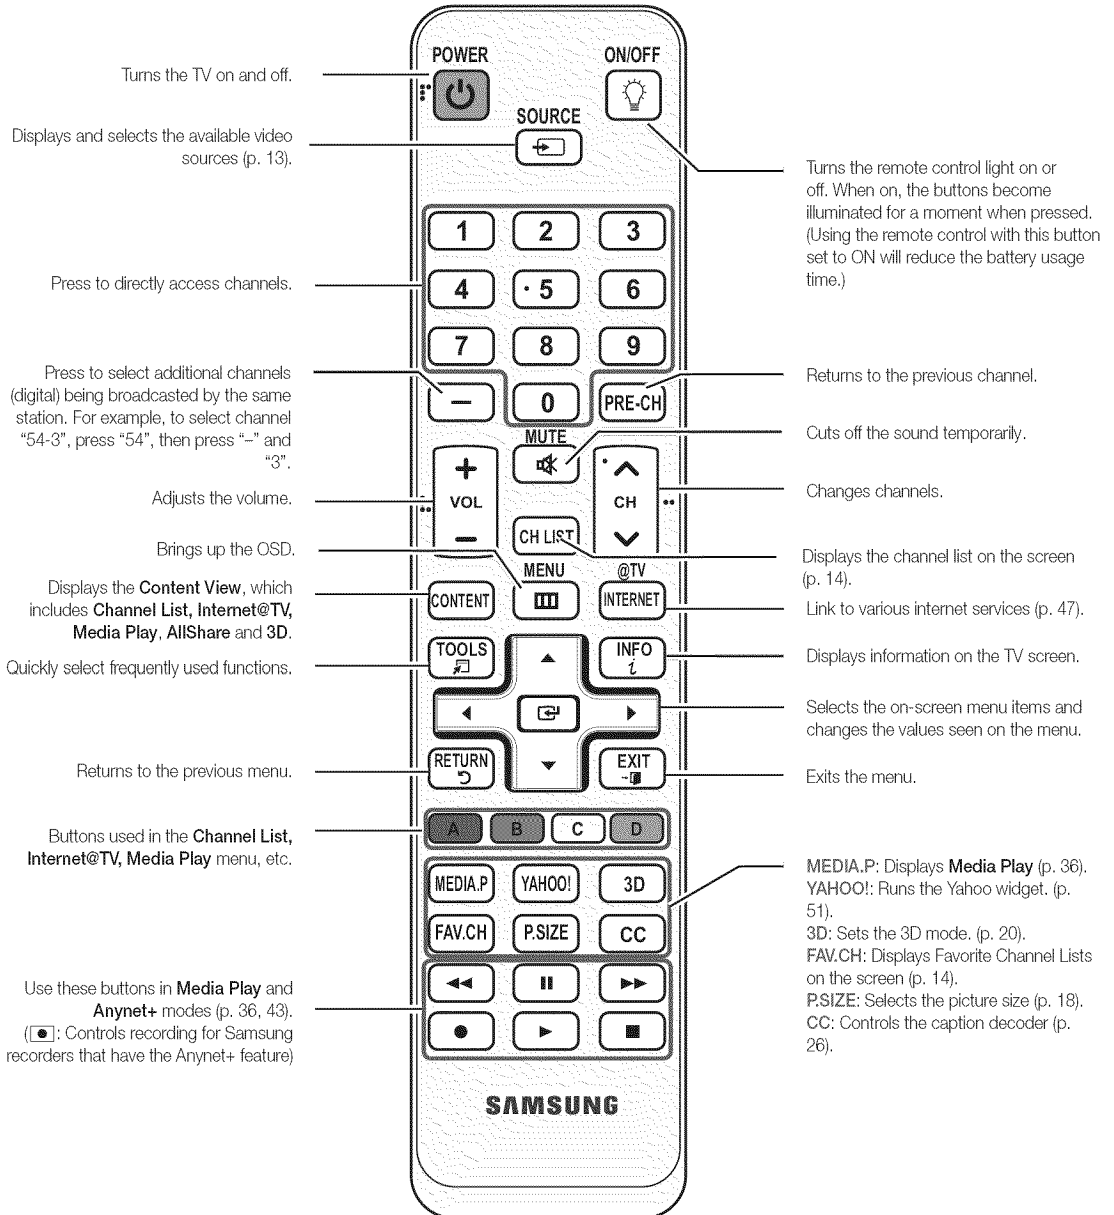 POWER
ON/OFF
Turns the TV on and off.
SOURCE
Displays and selects the available video
sources (p. 13).
Turns the remote control light on or
off. When on, the buttons become
illuminated for a moment when pressed.
(Using the remote control with this button
set to ON will reduce the battery usage
time.)
1 2 3
Press to directly access channels.
4 5 6
7 8 9
Press to select additional channels
(digital) being broadcasted by the same
station. For example, to select channel
“54-3”, press “54”, then press “–” and
“3”.
– 0 PRE-CH
Returns to the previous channel.
MUTE
Cuts off the sound temporarily.
+
VOL
–
CH
Adjusts the volume.
Changes channels.
CH LIST
Brings up the OSD.
Displays the channel list on the screen
(p. 14).
MENU
@TV
CONTENT
INTERNET
Displays the Content View, which
includes Channel List, Internet@TV,
Media Play, AllShare and 3D.
Link to various internet services (p. 47).
TOOLS
INFO
i
Quickly select frequently used functions.
Displays information on the TV screen.
Selects the on-screen menu items and
changes the values seen on the menu.
RETURN
EXIT
Returns to the previous menu.
Exits the menu.
A B C D
Buttons used in the Channel List,
Internet@TV, Media Play menu, etc.
MEDIA.P YAHOO! 3D
FAV.CH P.SIZE CC
MEDIA.P: Displays Media Play (p. 36).
YAHOO!: Runs the Yahoo widget. (p.
51).
3D: Sets the 3D mode. (p. 20).
FAV.CH: Displays Favorite Channel Lists
on the screen (p. 14).
P.SIZE: Selects the picture size (p. 18).
CC: Controls the caption decoder (p.
26).
Use these buttons in Media Play and
Anynet+ modes (p. 36, 43).
(●: Controls recording for Samsung
recorders that have the Anynet+ feature)
SAMSUNG